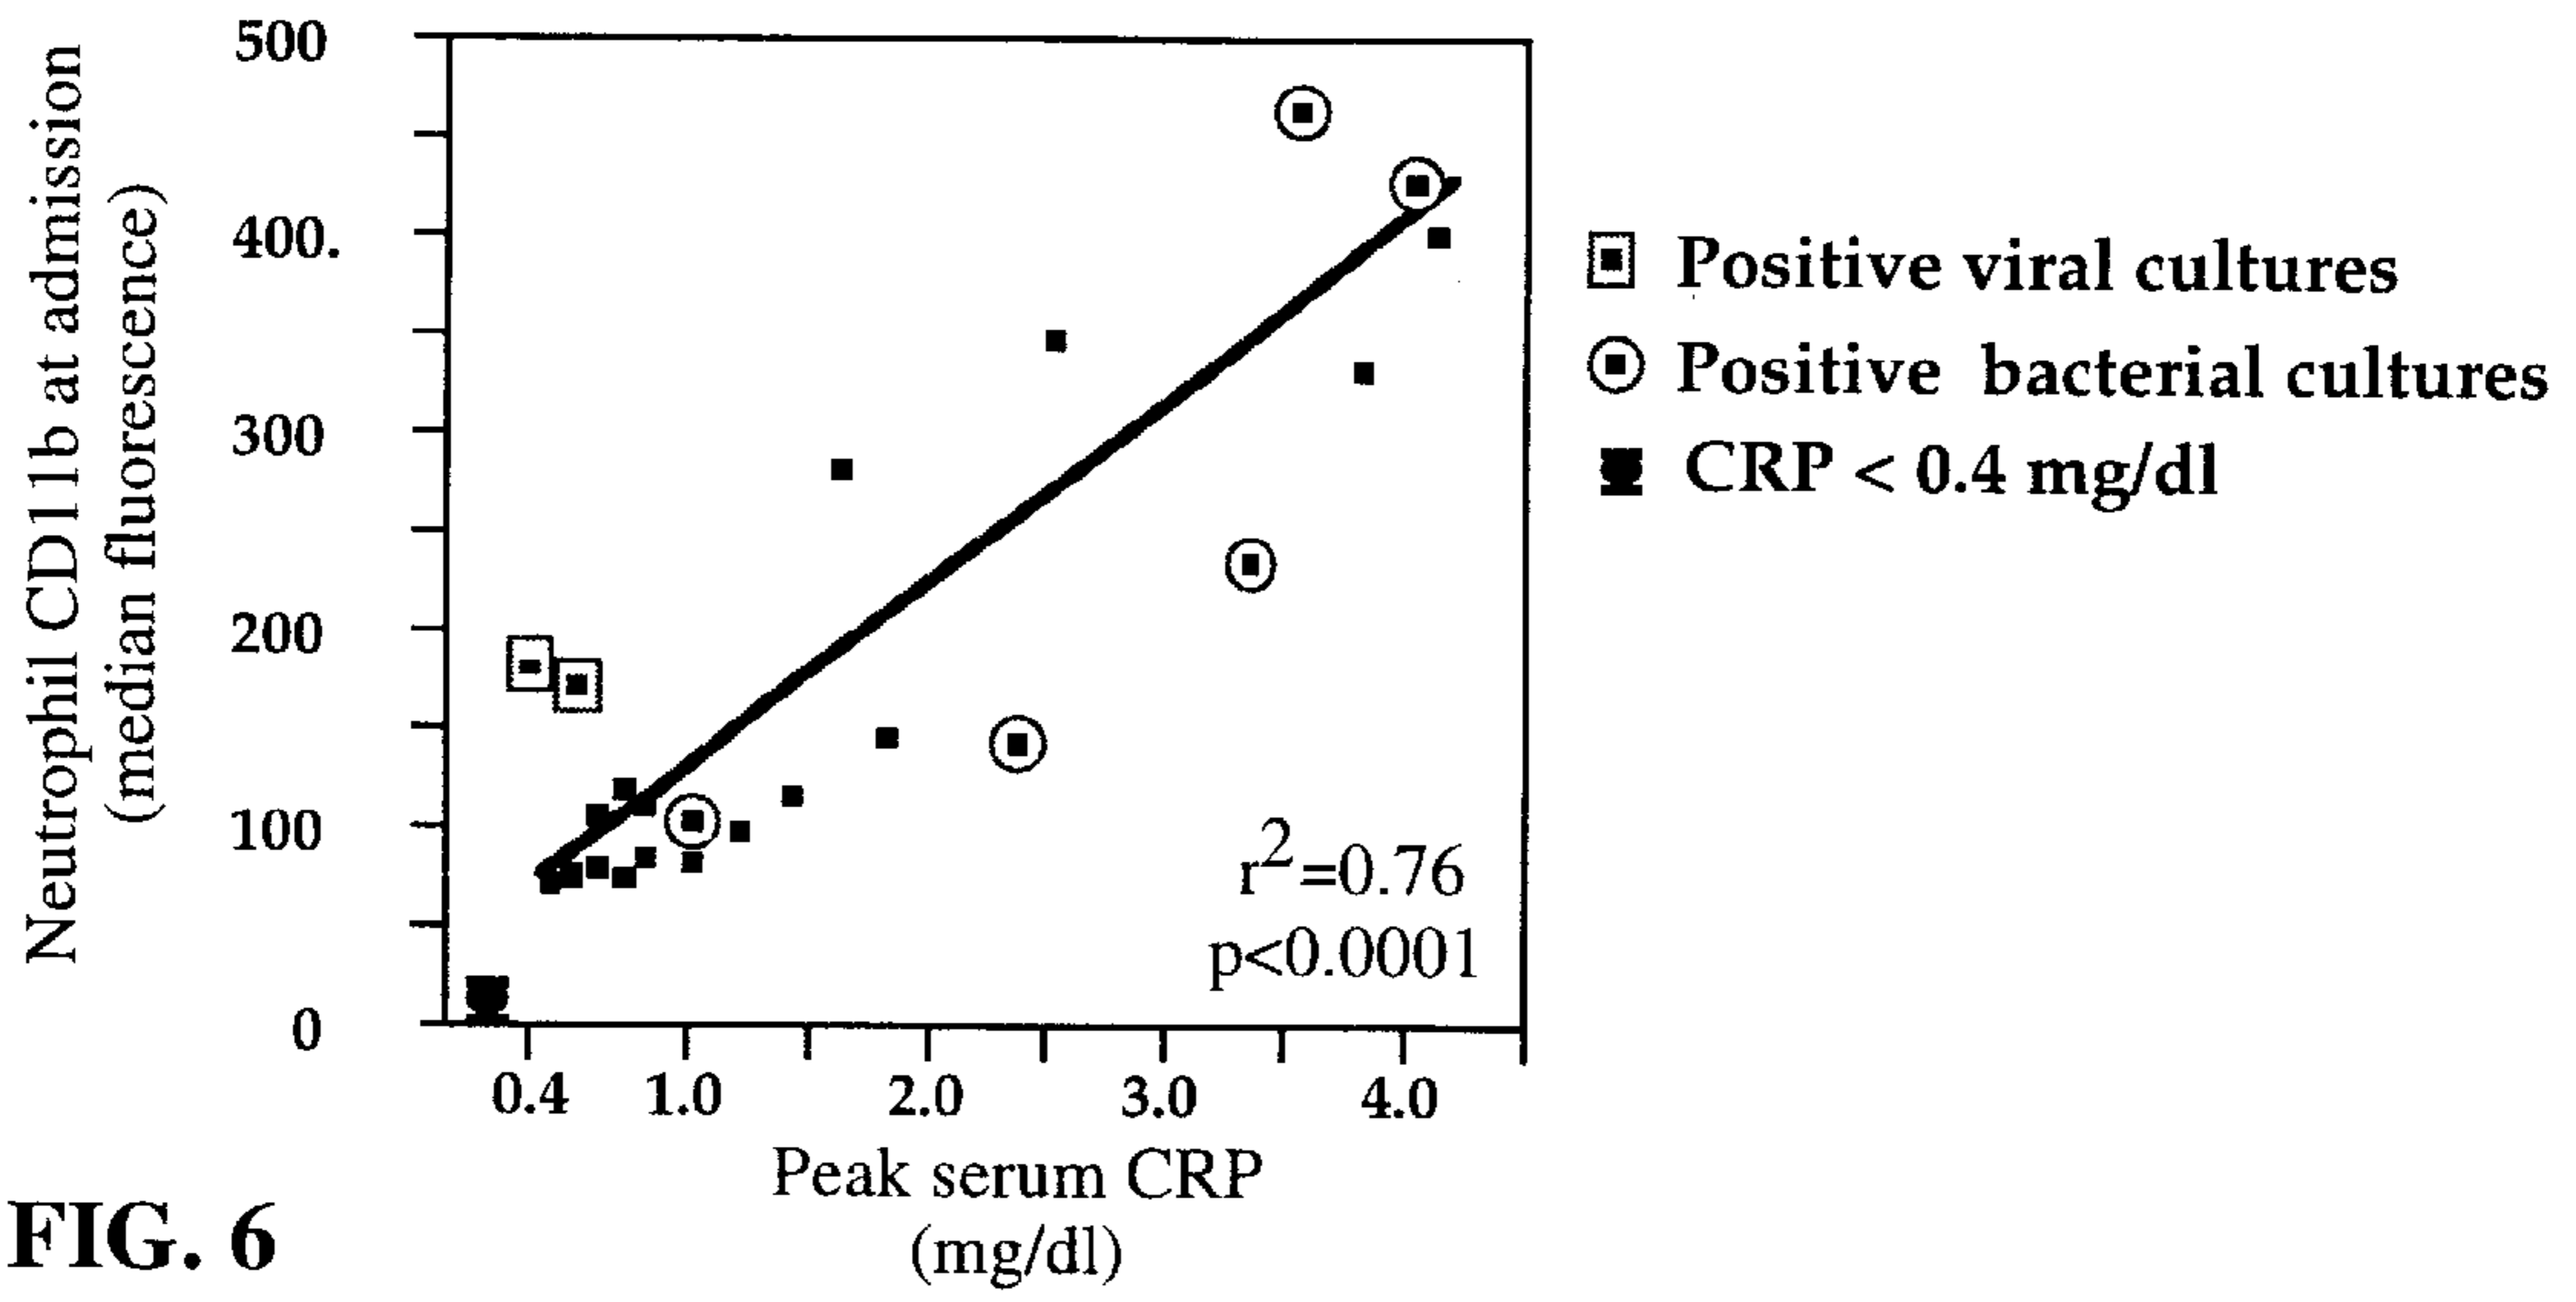 Neutrophil CD11b at admission
(median fluorescence)
500
400.
300
200
100
0
0.4 1.0 2.0 3.0 4.0
Peak serum CRP
(mg/dl)
r²=0.76
p<0.0001
Positive viral cultures
Positive bacterial cultures
CRP < 0.4 mg/dl
FIG. 6